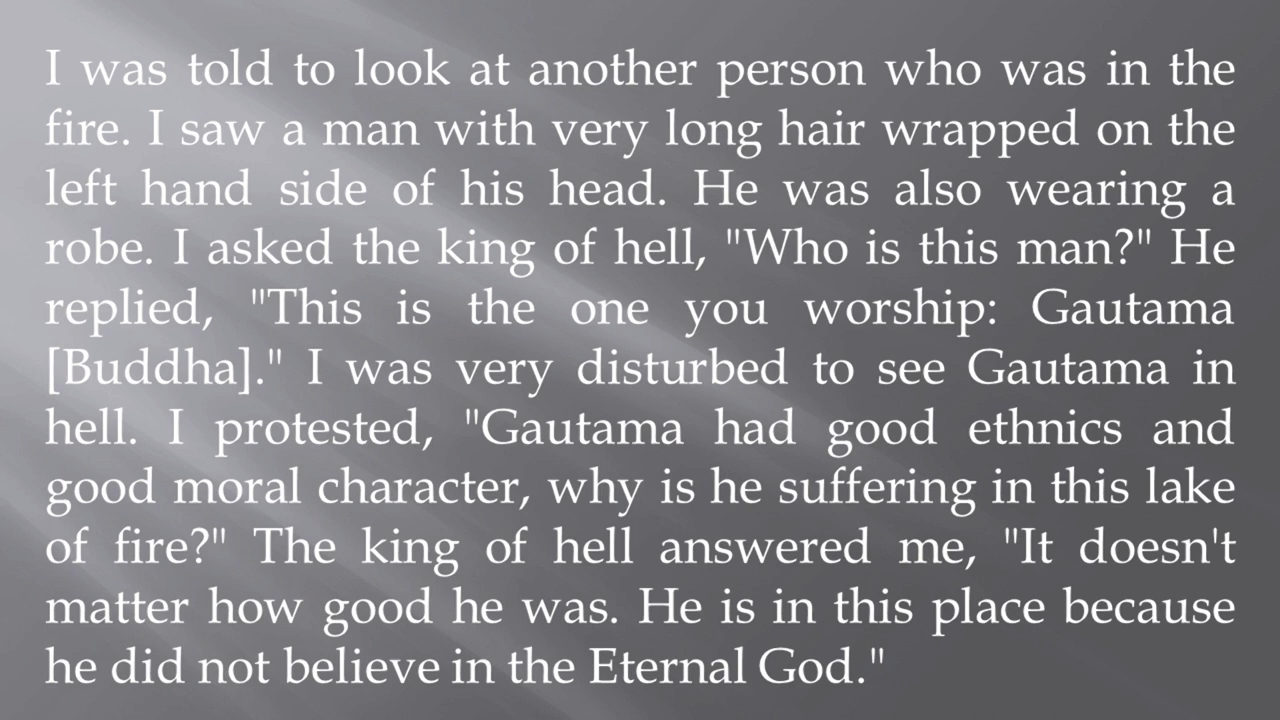 I was told to look at another person who was in the
fire. I saw a man with very long hair wrapped on the
left hand side of his head. He was also wearing a
robe. I asked the king of hell, "Who is this man?" He
replied, "This is the one you worship: Gautama
[Buddha]." I was very disturbed to see Gautama in
hell. I protested, "Gautama had good ethnics and
good moral character, why is he suffering in this lake
of fire?" The king of hell answered me, "It doesn't
matter how good he was. He is in this place because
he did not believe in the Eternal God."